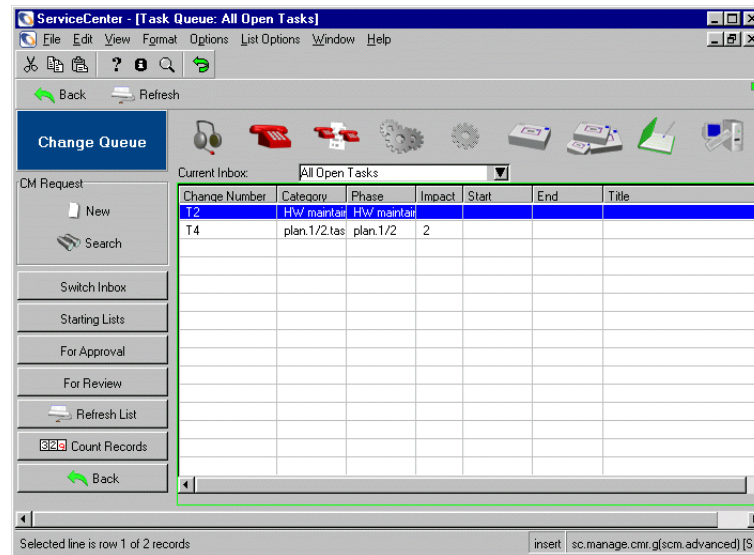 ServiceCenter - [Task Queue: All Open Tasks]
File Edit View Format Options List Options Window Help
Back Refresh
Change Queue
Current Inbox: All Open Tasks
CM Request
New
Search
Switch Inbox
Starting Lists
For Approval
For Review
Refresh List
Count Records
Back
Change Number Category Phase Impact Start End Title
T2 HW maintair HW maintair
T4 plan.1/2.tas plan.1/2 2
Selected line is row 1 of 2 records insert sc.manage.cmr.g(scm.advanced) [S